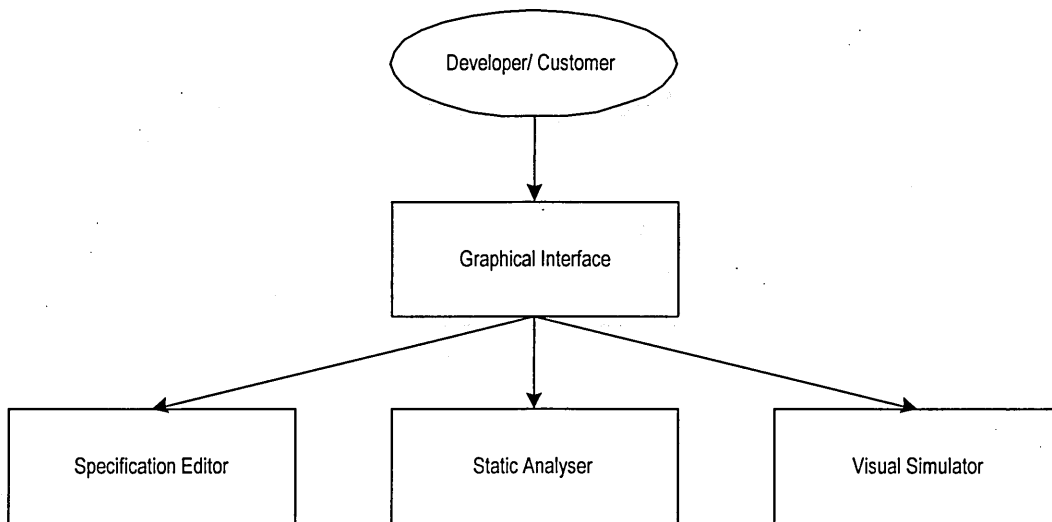 Developer/ Customer
Graphical Interface
Specification Editor
Static Analyser
Visual Simulator